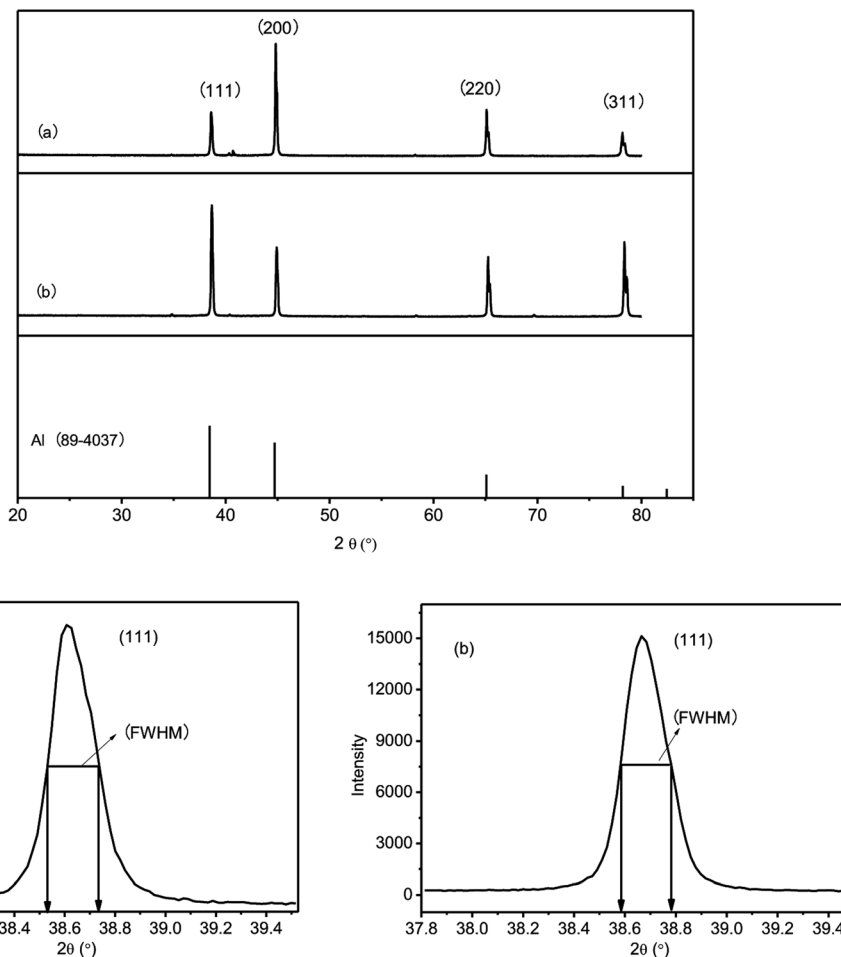 (200)
(111)
(220)
(311)
(a)
(b)
Al (89-4037)
20 30 40 50 60 70 80
2 θ (°)
(111)
(FWHM)
38.4 38.6 38.8 39.0 39.2 39.4
2θ (°)
15000
(b)
(111)
12000
(FWHM)
9000
Intensity
6000
3000
0
37.8 38.0 38.2 38.4 38.6 38.8 39.0 39.2 39.4
2θ (°)